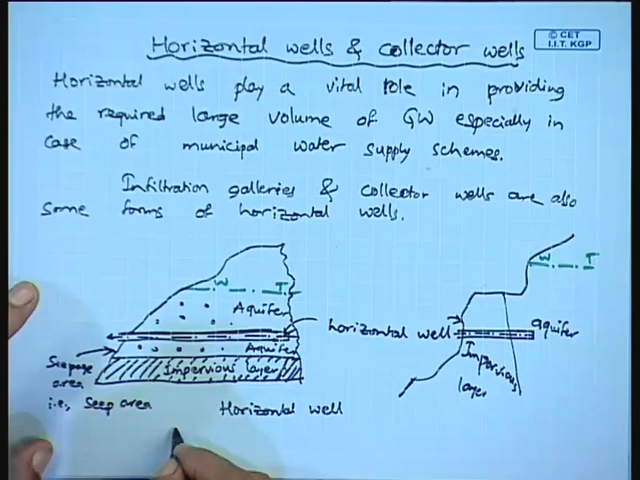 © CET
I.I.T. KGP
Horizontal wells & collector wells
Horizontal wells play a vital role in providing
the required large volume of GW especially in
case of municipal water supply schemes.
Infiltration galleries & collector wells are also
some forms of horizontal wells.
W T
Aquifer
horizontal well
Aquifer
Impervious layer
Seepage
area
i.e., Seep area
Horizontal well
W T
aquifer
Impervious
layer